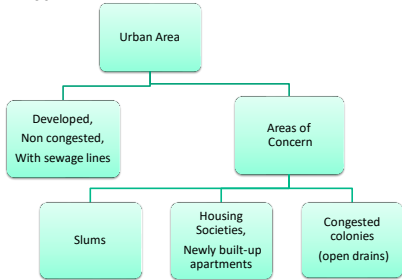 Urban Area
Developed,
Non congested,
With sewage lines
Areas of
Concern
Slums
Housing
Societies,
Newly built-up
apartments
Congested
colonies
(open drains)